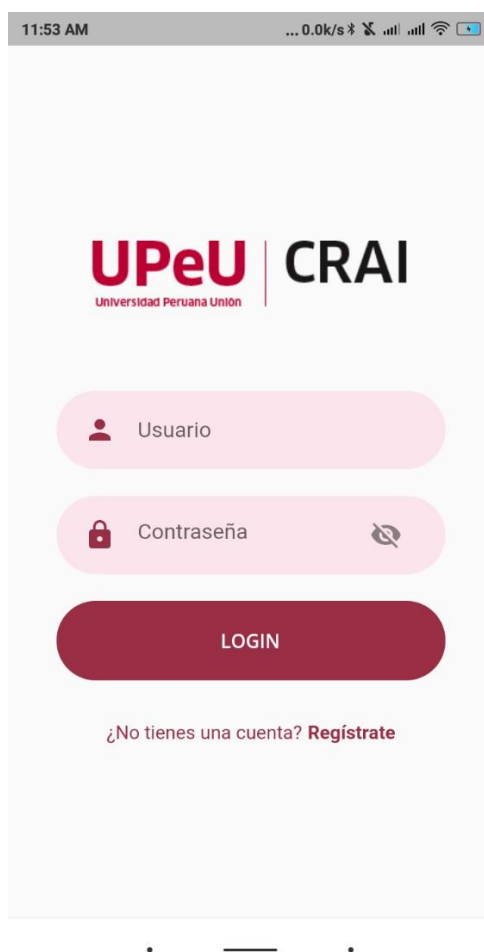 11:53 AM ... 0.0k/s
UPeU CRAI
Universidad Peruana Unión
Usuario
Contraseña
LOGIN
¿No tienes una cuenta? Regístrate